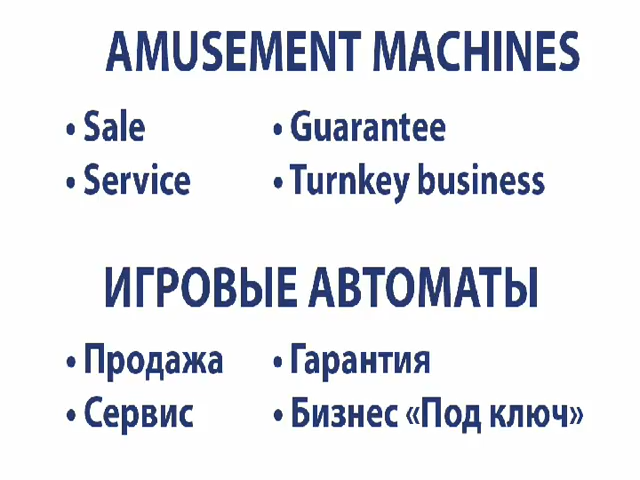 AMUSEMENT MACHINES
• Sale
• Guarantee
• Service
• Turnkey business
ИГРОВЫЕ АВТОМАТЫ
• Продажа
• Гарантия
• Сервис
• Бизнес «Под ключ»